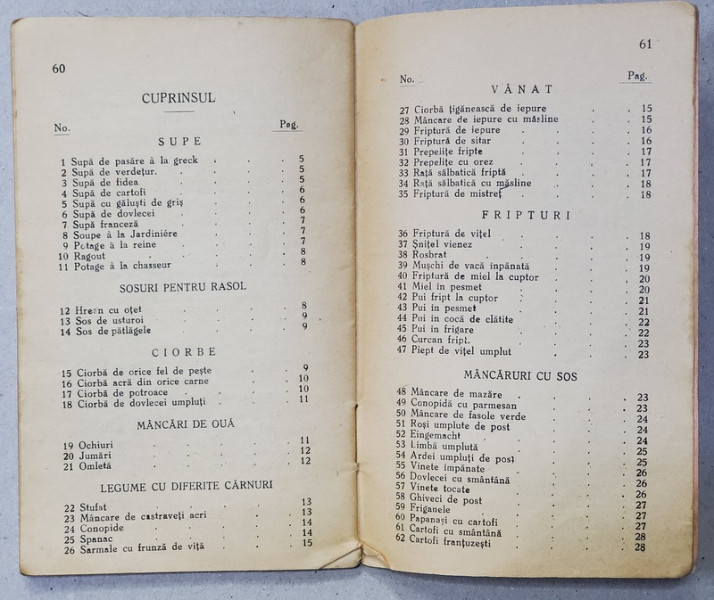 60
CUPRINSUL
No. Pag.
SUPE
1 Supă de pasăre à la greck . . . 5
2 Supă de verdețur. . . . . 5
3 Supă de fidea . . . . 5
4 Supă de cartofi . . . . 6
5 Supă cu găluști de griș . . . 6
6 Supă de dovlecei . . . . 6
7 Supă franceză . . . . 7
8 Soupe à la Jardinière . . . 7
9 Potage à la reine . . . . 7
10 Ragout . . . . . 8
11 Potage à la chasseur . . . 8
SOSURI PENTRU RASOL
12 Hrean cu oțet . . . . 8
13 Sos de usturoi . . . . 9
14 Sos de pătlăgele . . . . 9
CIORBE
15 Ciorbă de orice fel de pește . . 9
16 Ciorbă acră din orice carne . . 10
17 Ciorbă de potroace . . . . 10
18 Ciorbă de dovlecei umpluți . . 11
MÂNCĂRI DE OUĂ
19 Ochiuri . . . . . 11
20 Jumări . . . . . 12
21 Omletă . . . . . 12
LEGUME CU DIFERITE CĂRNURI
22 Stufat . . . . . 13
23 Mâncare de castraveți acri . . 13
24 Conopide . . . . . 14
25 Spanac . . . . . 14
26 Sarmale cu frunză de viță . . . 15
61
No. Pag.
VÂNAT
27 Ciorbă țigănească de iepure . . 15
28 Mâncare de iepure cu măsline . . 15
29 Friptură de iepure . . . . 16
30 Friptură de sitar . . . . 16
31 Prepelițe fripte . . . . 17
32 Prepelițe cu orez . . . . 17
33 Rață sălbatică friptă . . . 17
34 Rață sălbatică cu măsline . . . 18
35 Friptură de mistreț . . . . 18
FRIPTURI
36 Friptură de vițel . . . . 18
37 Șnițel vienez . . . . 19
38 Rosbrat . . . . . 19
39 Mușchi de vacă inpănată . . . 19
40 Friptură de miel la cuptor . . . 20
41 Miel in pesmet . . . . 20
42 Pui fript la cuptor . . . . 21
43 Pui in pesmet . . . . 21
44 Pui in cocă de clătite . . . 22
45 Pui in frigare . . . . 22
46 Curcan fript. . . . . 23
47 Piept de vițel umplut . . . 23
MÂNCĂRURI CU SOS
48 Mâncare de mazăre . . . . 23
49 Conopidă cu parmesan . . . 23
50 Mâncare de fasole verde . . . 24
51 Roși umplute de post . . . 24
52 Eingemacht . . . . 24
53 Limbă umplută . . . . 25
54 Ardei umpluți de post . . . 25
55 Vinete împănate . . . . 26
56 Dovlecei cu smântână . . . 26
57 Vinete tocate . . . . 26
58 Ghiveci de post . . . . 26
59 Friganele . . . . . 27
60 Papanași cu cartofi . . . 27
61 Cartofi cu smântână . . . 28
62 Cartofi franțuzești . . . . 28